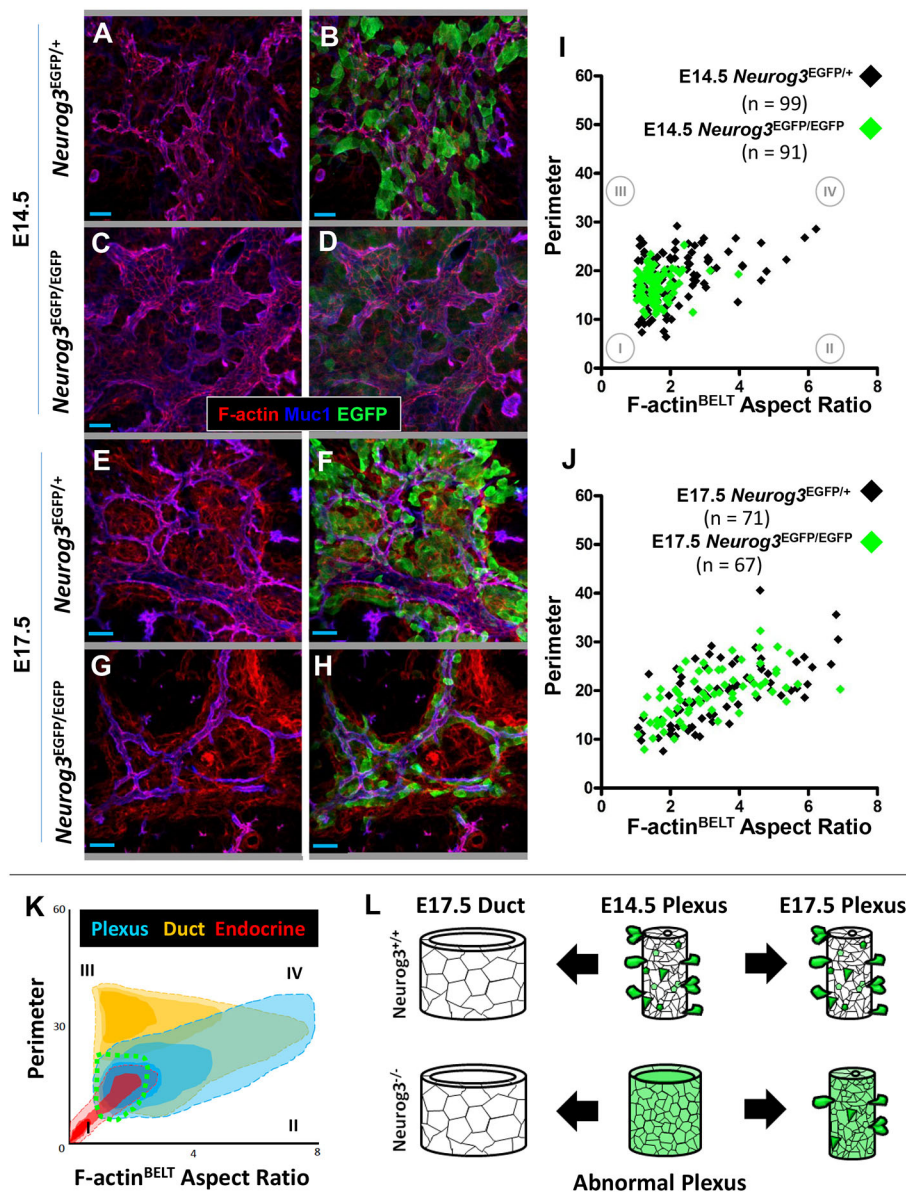 E14.5
Neurog3EGFP/+
A
B
Neurog3EGFP/EGFP
C
D
F-actin Muc1 EGFP
E17.5
Neurog3EGFP/+
E
F
Neurog3EGFP/EGFP
G
H
I
E14.5 Neurog3EGFP/+
(n = 99)
E14.5 Neurog3EGFP/EGFP
(n = 91)
Perimeter
60
50
40
30
20
10
0
III
IV
I
II
0 2 4 6 8
F-actinBELT Aspect Ratio
J
E17.5 Neurog3EGFP/+
(n = 71)
E17.5 Neurog3EGFP/EGFP
(n = 67)
Perimeter
60
50
40
30
20
10
0
0 2 4 6 8
F-actinBELT Aspect Ratio
K
Plexus Duct Endocrine
Perimeter
60
30
0
III
IV
I
II
4 8
F-actinBELT Aspect Ratio
L
E17.5 Duct
E14.5 Plexus
E17.5 Plexus
Neurog3+/+
Neurog3-/-
Abnormal Plexus